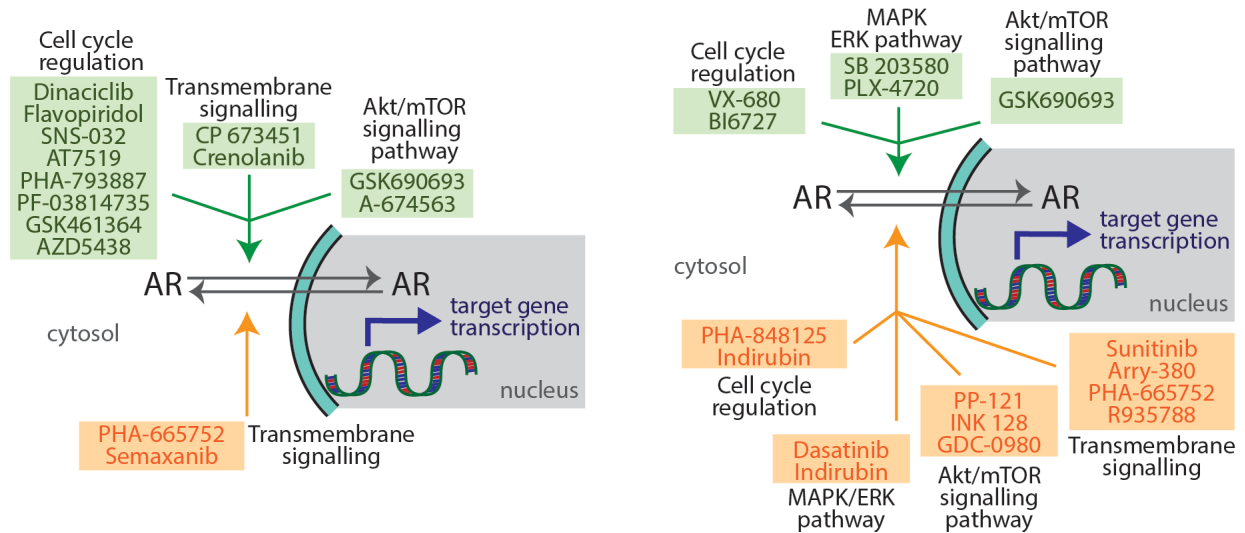 Cell cycle
regulation
Dinaciclib
Flavopiridol
SNS-032
AT7519
PHA-793887
PF-03814735
GSK461364
AZD5438
Transmembrane
signalling
CP 673451
Crenolanib
Akt/mTOR
signalling
pathway
GSK690693
A-674563
AR
AR
cytosol
target gene
transcription
nucleus
PHA-665752
Semaxanib
Transmembrane
signalling
Cell cycle
regulation
VX-680
BI6727
MAPK
ERK pathway
SB 203580
PLX-4720
Akt/mTOR
signalling
pathway
GSK690693
AR
AR
target gene
transcription
cytosol
nucleus
PHA-848125
Indirubin
Cell cycle
regulation
Dasatinib
Indirubin
MAPK/ERK
pathway
PP-121
INK 128
GDC-0980
Akt/mTOR
signalling
pathway
Sunitinib
Arry-380
PHA-665752
R935788
Transmembrane
signalling